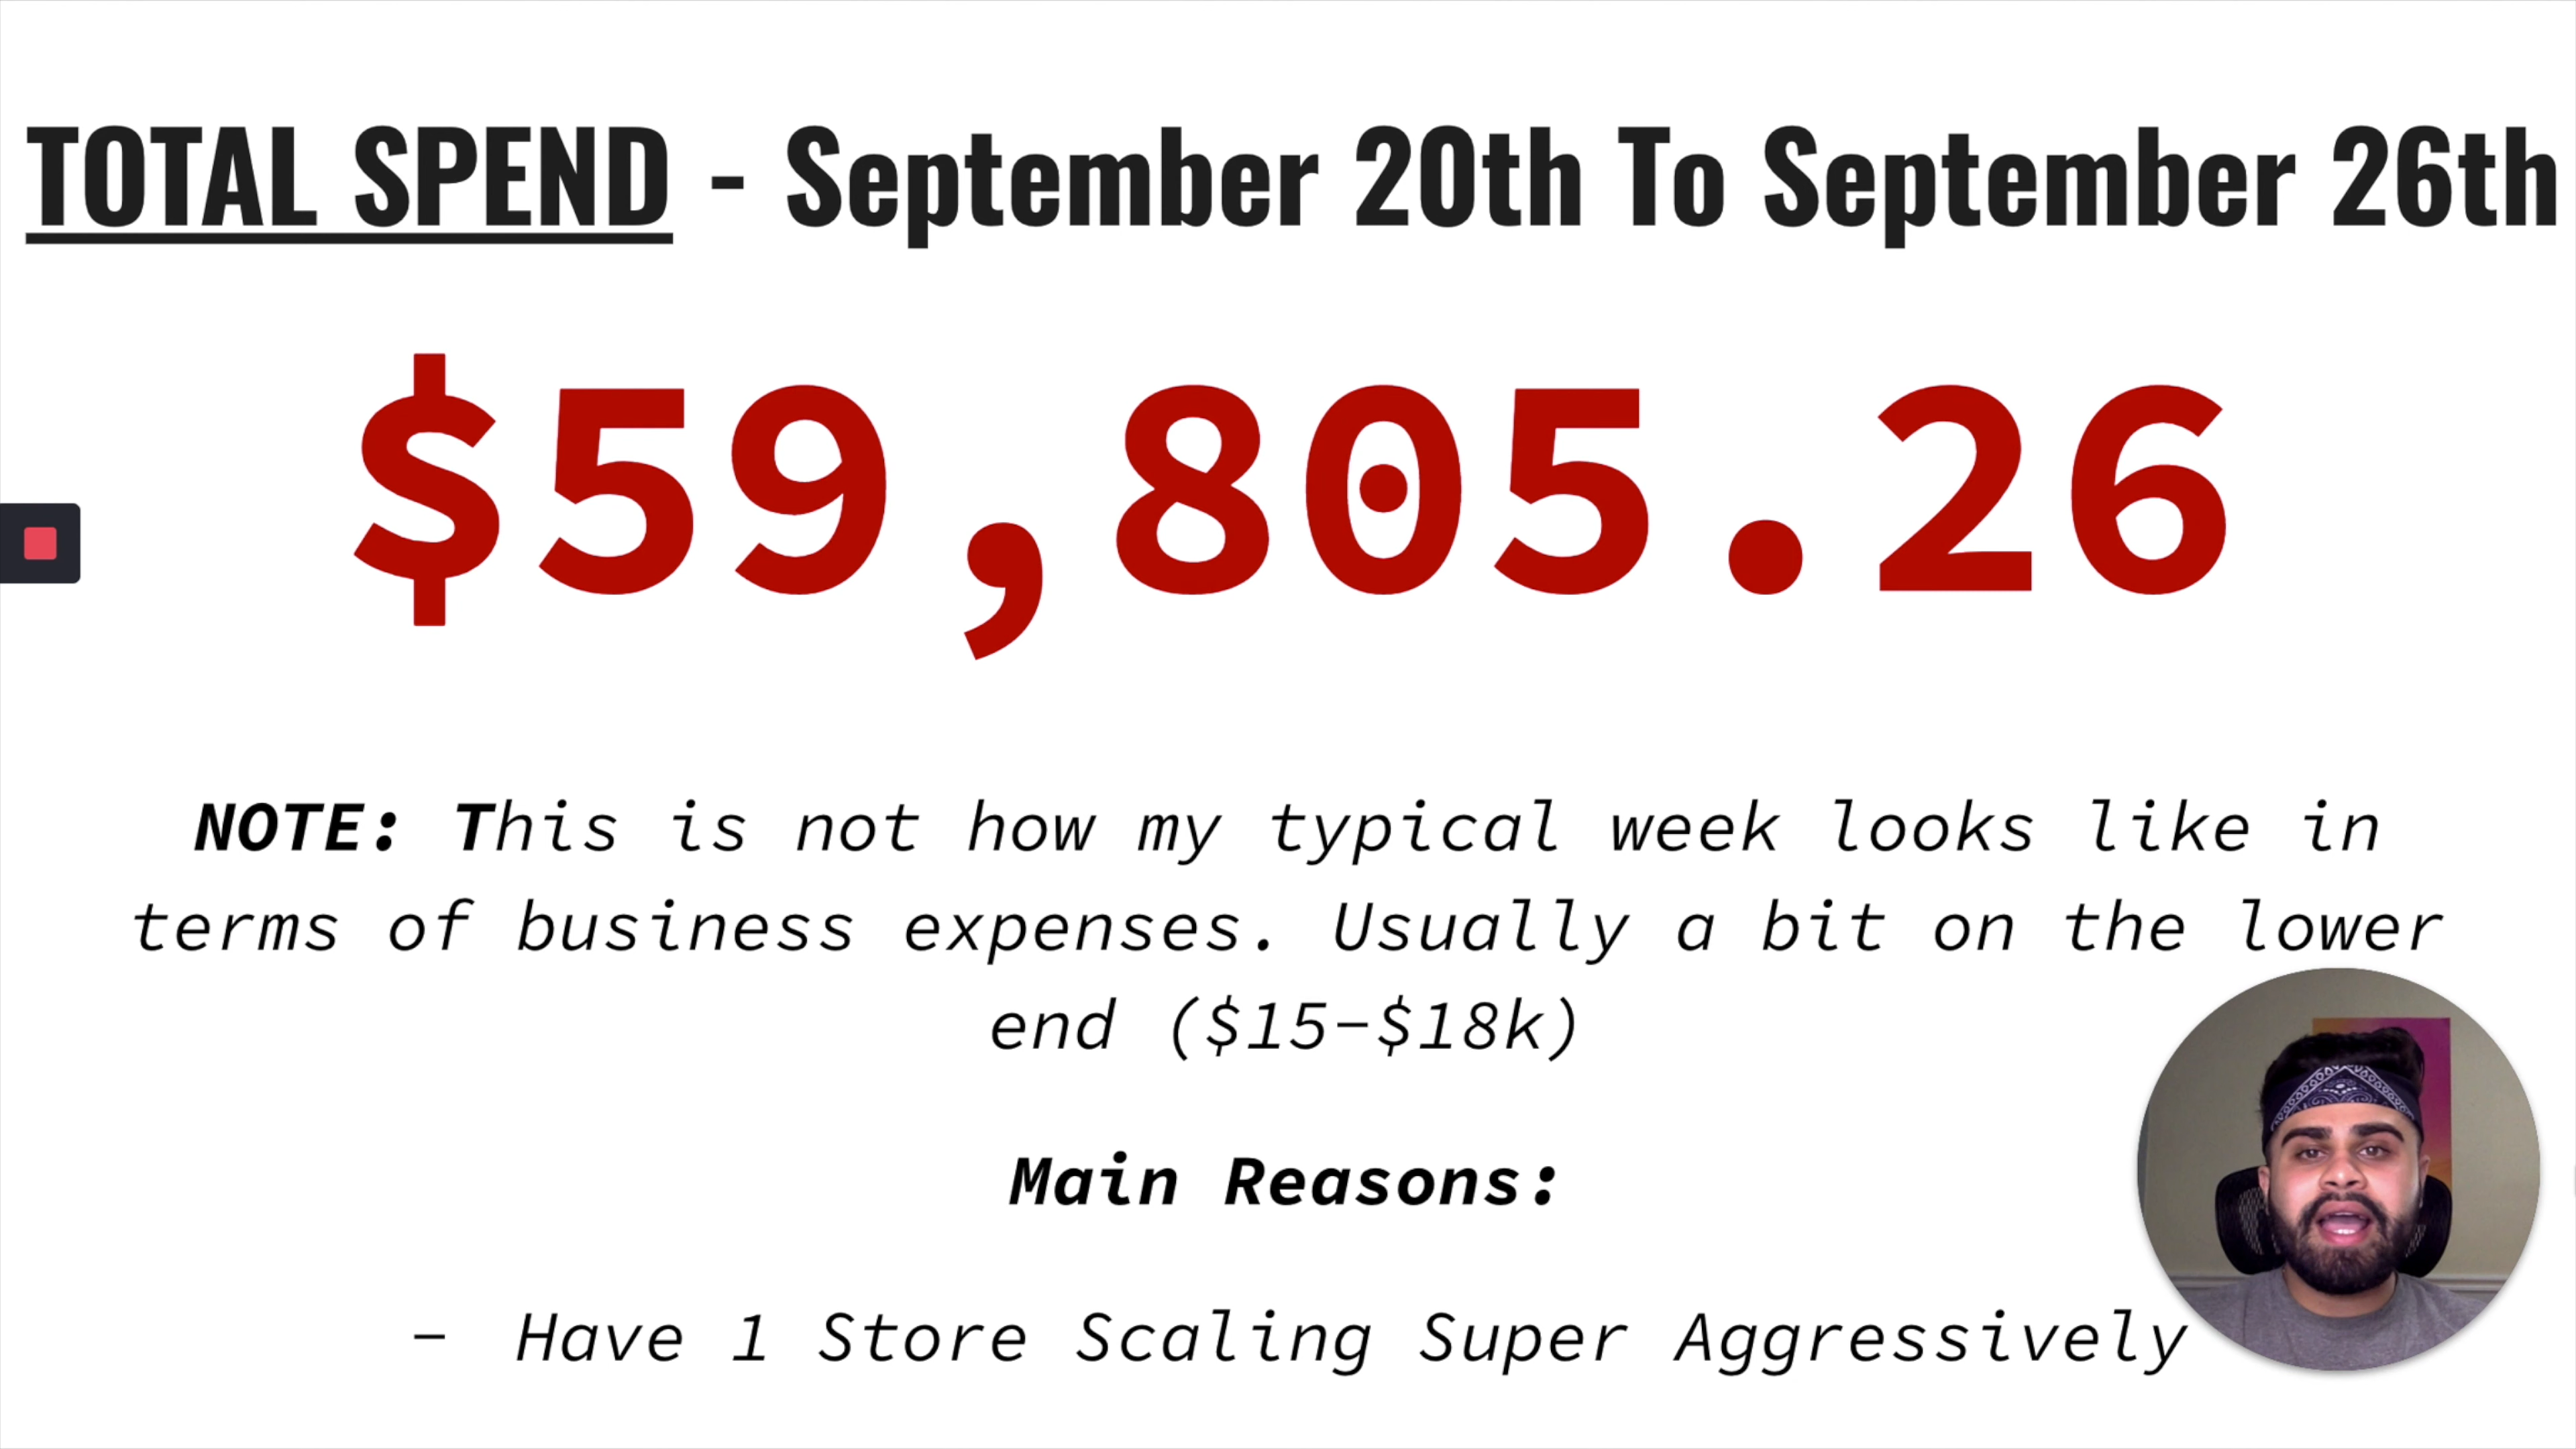 TOTAL SPEND - September 20th To September 26th
$59,805.26
NOTE: This is not how my typical week looks like in
terms of business expenses. Usually a bit on the lower
end ($15-$18k)
Main Reasons:
- Have 1 Store Scaling Super Aggressively